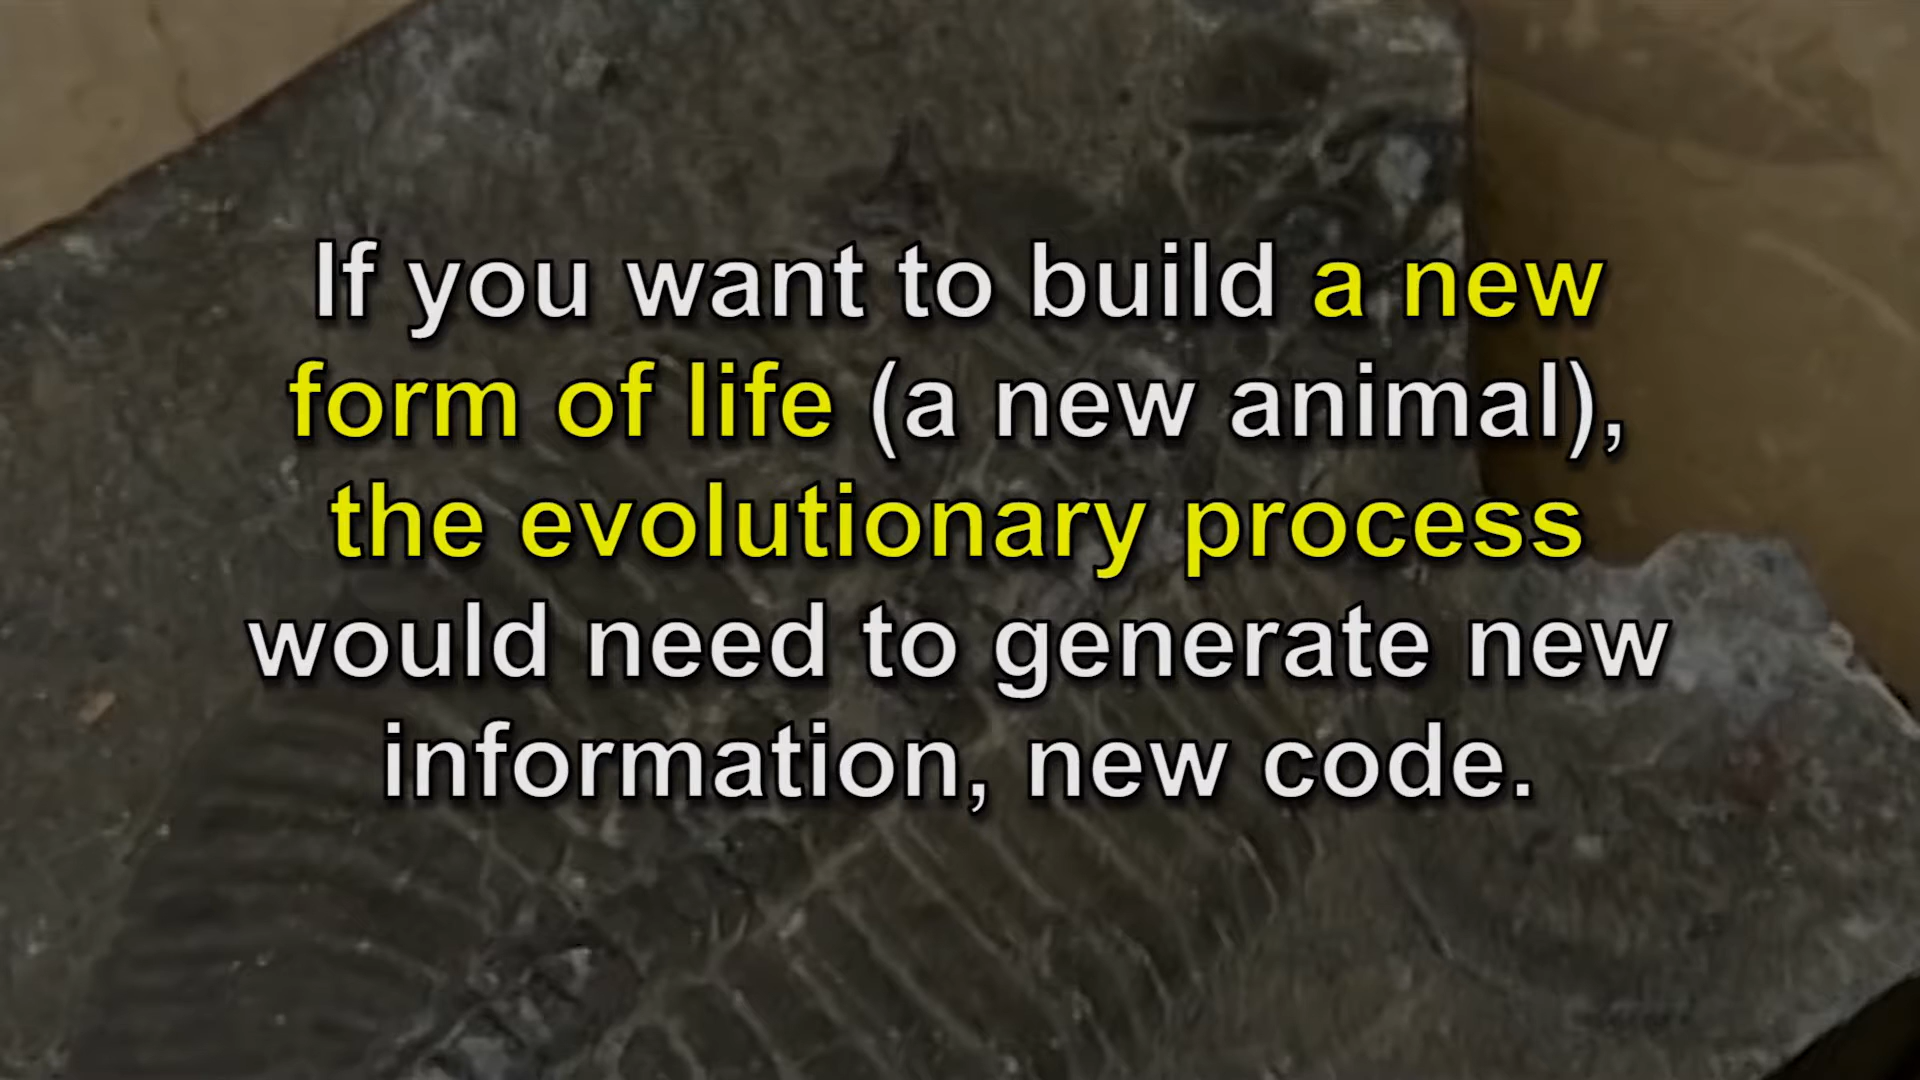 If you want to build a new
form of life (a new animal),
the evolutionary process
would need to generate new
information, new code.